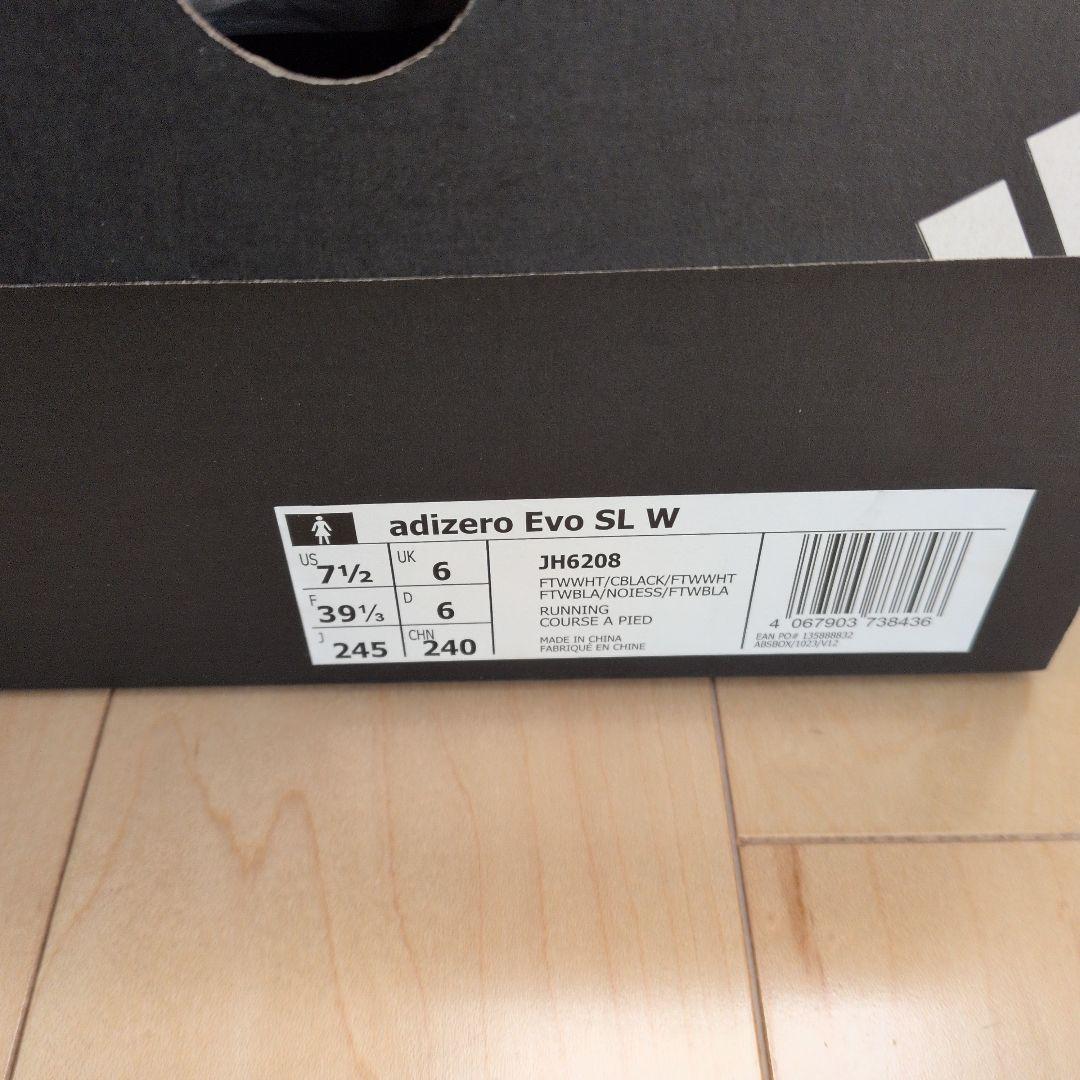 adizero Evo SL W
US 7½ UK 6
F 39⅓ D 6
J 245 CHN 240
JH6208
FTWWHT/CBLACK/FTWWHT
FTWBLA/NOIESS/FTWBLA
RUNNING
COURSE A PIED
MADE IN CHINA
FABRIQUÉ EN CHINE
4 067903 738436
EAN PO# 135888832
ABSBOX/1023/V12